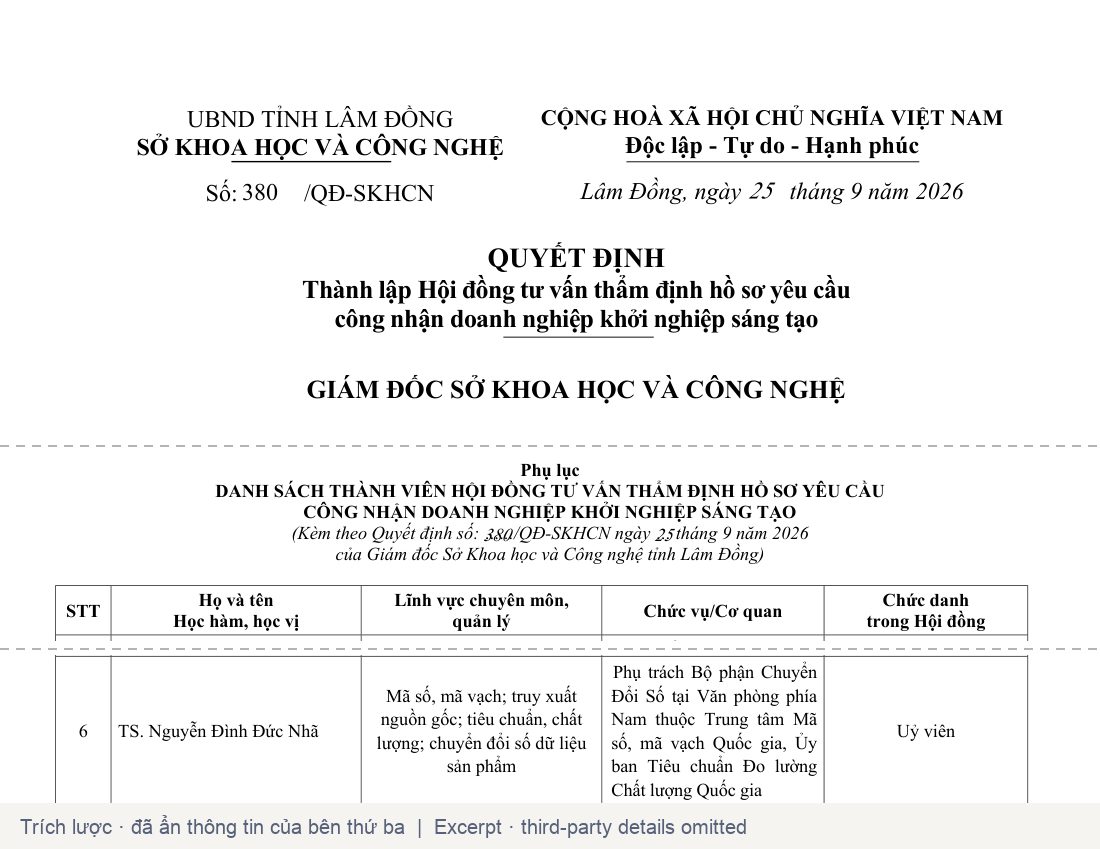 UBND TỈNH LÂM ĐỒNG
SỞ KHOA HỌC VÀ CÔNG NGHỆ
CỘNG HOÀ XÃ HỘI CHỦ NGHĨA VIỆT NAM
Độc lập - Tự do - Hạnh phúc
Số: 380 /QĐ-SKHCN
Lâm Đồng, ngày 25 tháng 9 năm 2026
QUYẾT ĐỊNH
Thành lập Hội đồng tư vấn thẩm định hồ sơ yêu cầu
công nhận doanh nghiệp khởi nghiệp sáng tạo
GIÁM ĐỐC SỞ KHOA HỌC VÀ CÔNG NGHỆ
Phụ lục
DANH SÁCH THÀNH VIÊN HỘI ĐỒNG TƯ VẤN THẨM ĐỊNH HỒ SƠ YÊU CẦU
CÔNG NHẬN DOANH NGHIỆP KHỞI NGHIỆP SÁNG TẠO
(Kèm theo Quyết định số: 380/QĐ-SKHCN ngày 25 tháng 9 năm 2026
của Giám đốc Sở Khoa học và Công nghệ tỉnh Lâm Đồng)
STT
Họ và tên
Học hàm, học vị
Lĩnh vực chuyên môn,
quản lý
Chức vụ/Cơ quan
Chức danh
trong Hội đồng
6
TS. Nguyễn Đình Đức Nhã
Mã số, mã vạch; truy xuất
nguồn gốc; tiêu chuẩn, chất
lượng; chuyển đổi số dữ liệu
sản phẩm
Phụ trách Bộ phận Chuyển
Đổi Số tại Văn phòng phía
Nam thuộc Trung tâm Mã
số, mã vạch Quốc gia, Ủy
ban Tiêu chuẩn Đo lường
Chất lượng Quốc gia
Uỷ viên
Trích lược · đã ẩn thông tin của bên thứ ba | Excerpt · third-party details omitted